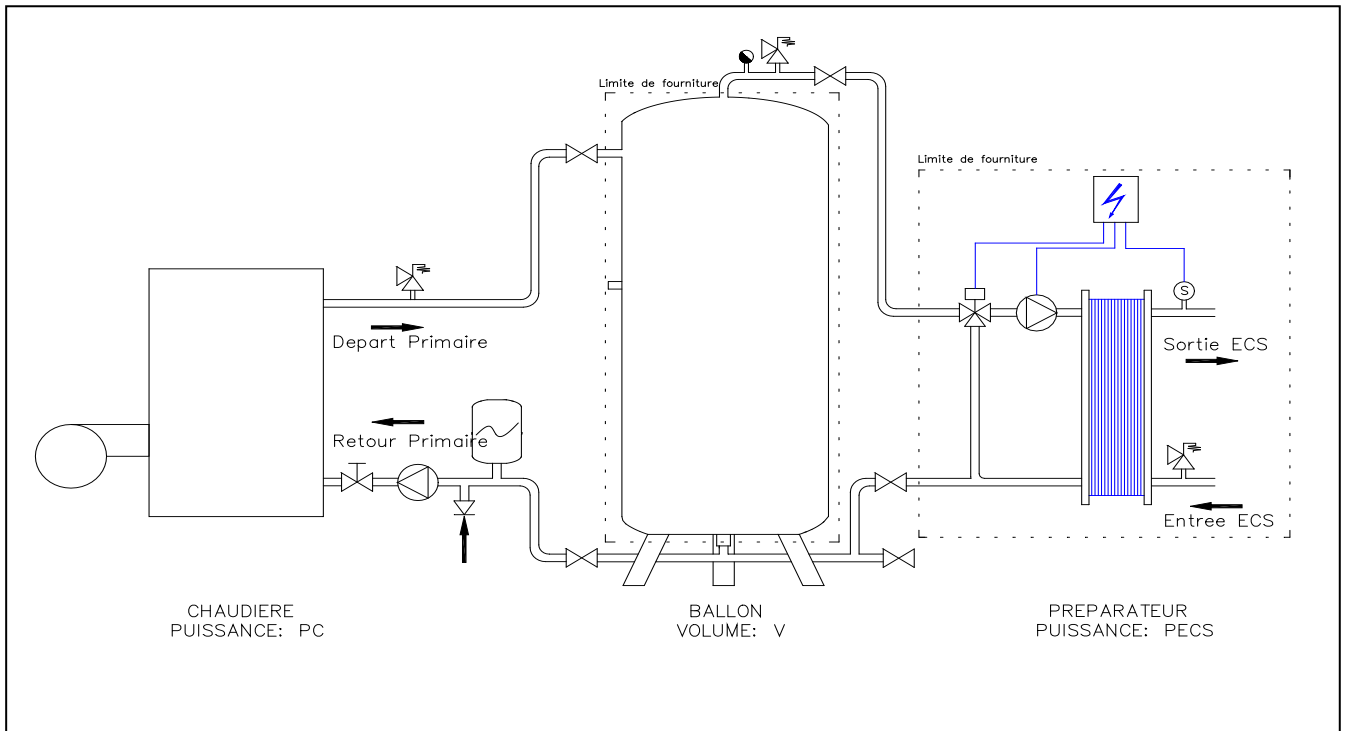 Limite de fourniture
Limite de fourniture
S
Depart Primaire
Sortie ECS
Retour Primaire
Entree ECS
CHAUDIERE
PUISSANCE: PC
BALLON
VOLUME: V
PREPARATEUR
PUISSANCE: PECS